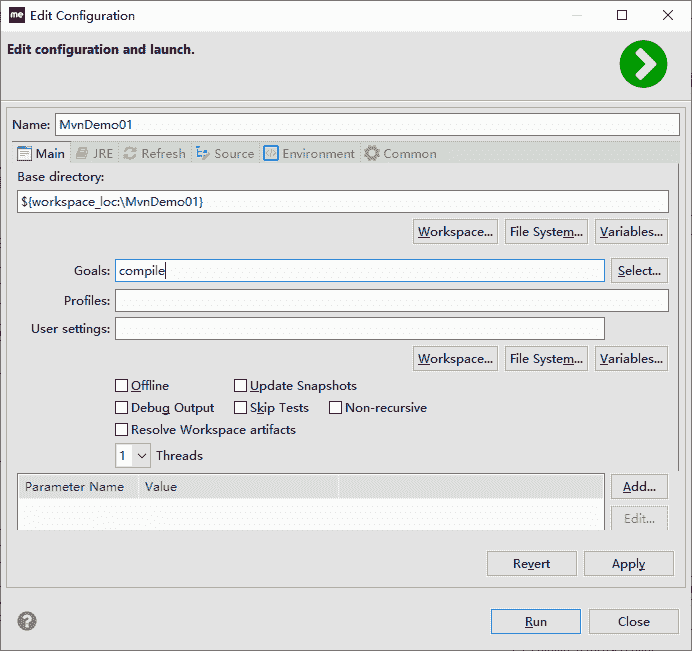 me Edit Configuration
Edit configuration and launch.
Name: MvnDemo01
Main JRE Refresh Source Environment Common
Base directory:
${workspace_loc:\MvnDemo01}
Workspace... File System... Variables...
Goals: compile Select...
Profiles:
User settings:
Workspace... File System... Variables...
Offline Update Snapshots
Debug Output Skip Tests Non-recursive
Resolve Workspace artifacts
1 Threads
Parameter Name Value Add...
Edit...
Revert Apply
Run Close